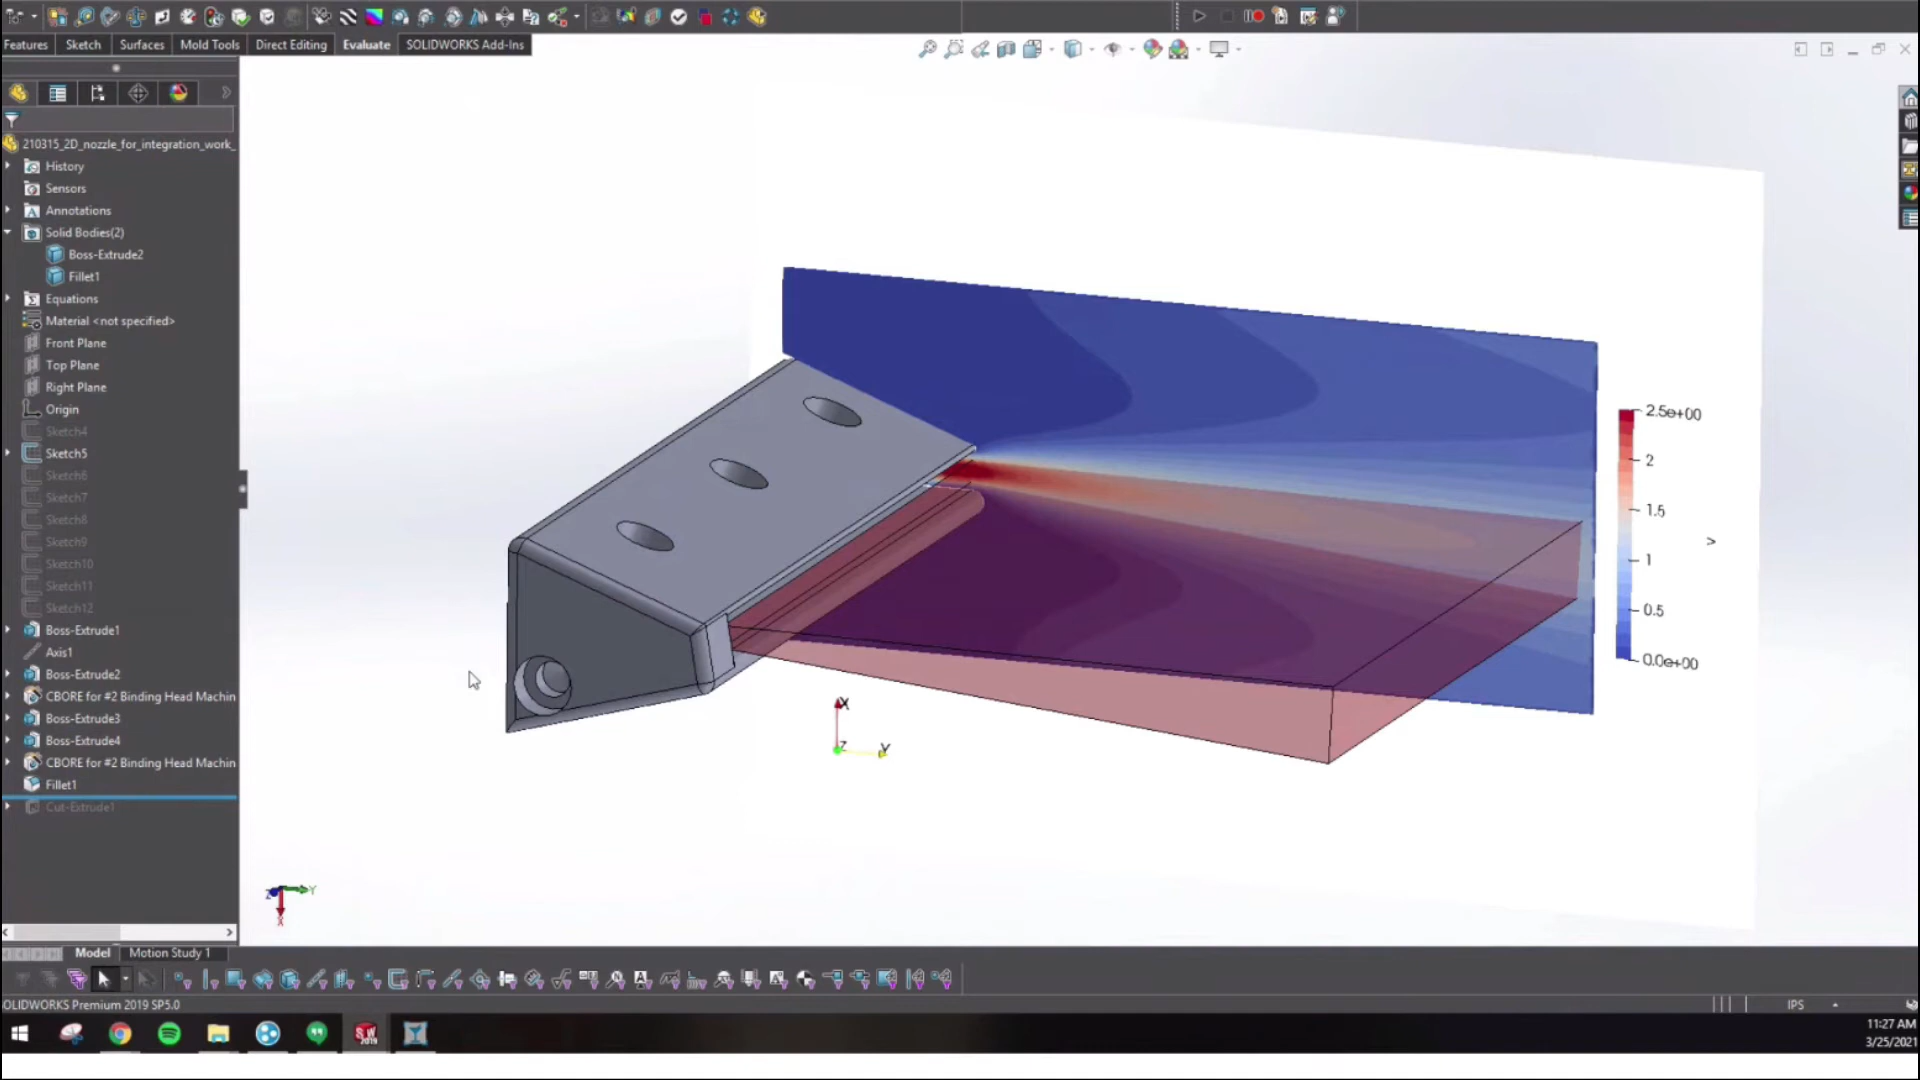 Features Sketch Surfaces Mold Tools Direct Editing Evaluate SOLIDWORKS Add-Ins
210315_2D_nozzle_for_integration_work_
History
Sensors
Annotations
Solid Bodies(2)
Boss-Extrude2
Fillet1
Equations
Material <not specified>
Front Plane
Top Plane
Right Plane
Origin
Sketch4
Sketch5
Sketch6
Sketch7
Sketch8
Sketch9
Sketch10
Sketch11
Sketch12
Boss-Extrude1
Axis1
Boss-Extrude2
CBORE for #2 Binding Head Machin
Boss-Extrude3
Boss-Extrude4
CBORE for #2 Binding Head Machin
Fillet1
Cut-Extrude1
2.5e+00
2
1.5
>
1
0.5
0.0e+00
X
Z
Y
Z
Y
X
Model Motion Study 1
OLIDWORKS Premium 2019 SP5.0
IPS
SW
2019
11:27 AM
3/25/2021